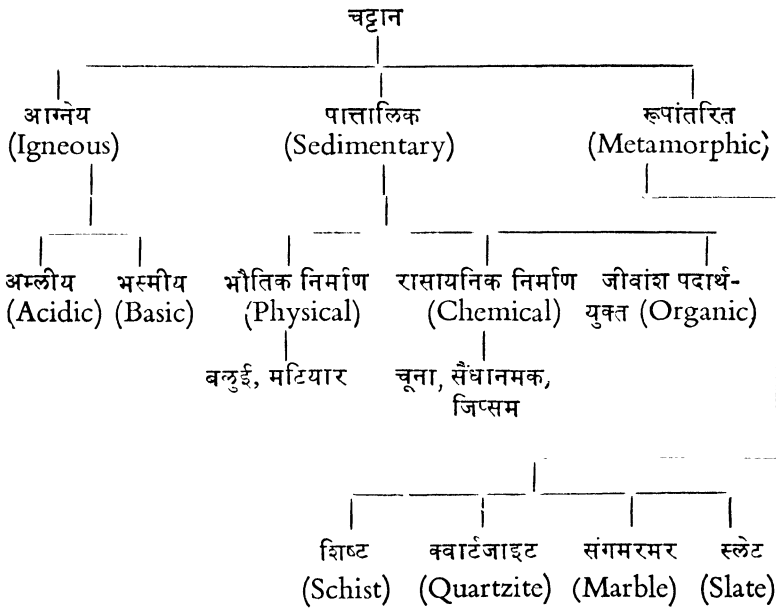 चट्टान
आग्नेय पात्तालिक रूपांतरित
(Igneous) (Sedimentary) (Metamorphic)
अम्लीय भस्मीय भौतिक निर्माण रासायनिक निर्माण जीवांश पदार्थ-
(Acidic) (Basic) (Physical) (Chemical) युक्त (Organic)
बलुई, मटियार चूना, सैंधानमक,
जिप्सम
शिष्ट क्वार्टजाइट संगमरमर स्लेट
(Schist) (Quartzite) (Marble) (Slate)